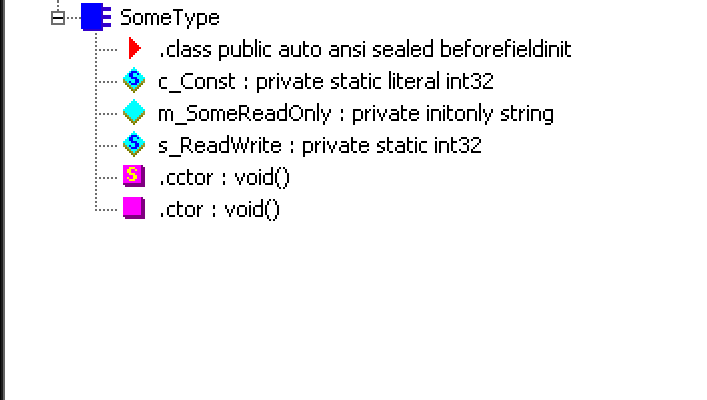 SomeType
.class public auto ansi sealed beforefieldinit
S c_Const : private static literal int32
m_SomeReadOnly : private initonly string
S s_ReadWrite : private static int32
S .cctor : void()
.ctor : void()